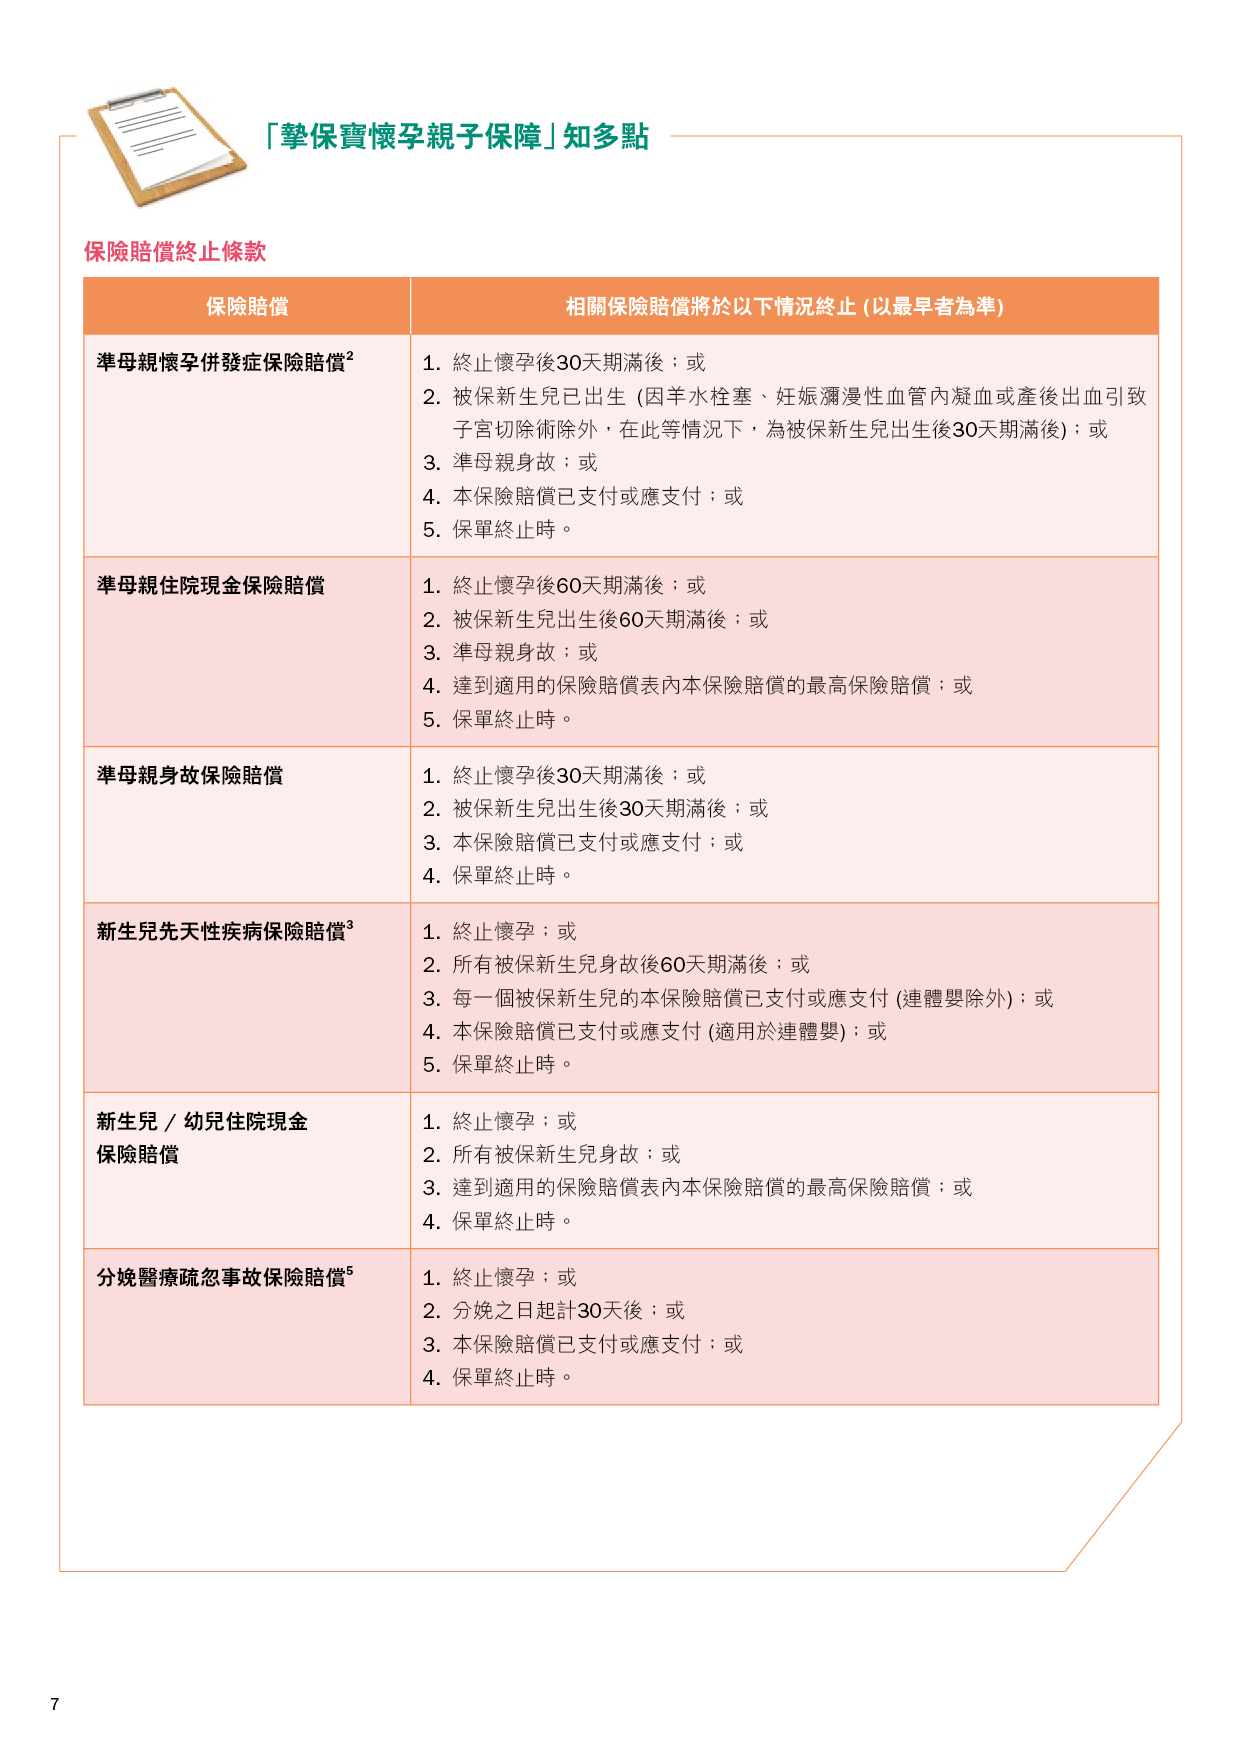 「摯保寶懷孕親子保障」知多點
保險賠償終止條款
保險賠償
相關保險賠償將於以下情況終止 (以最早者為準)
準母親懷孕併發症保險賠償2
1. 終止懷孕後30天期滿後；或
2. 被保新生兒已出生 (因羊水栓塞、妊娠瀰漫性血管內凝血或產後出血引致
子宮切除術除外，在此等情況下，為被保新生兒出生後30天期滿後)；或
3. 準母親身故；或
4. 本保險賠償已支付或應支付；或
5. 保單終止時。
準母親住院現金保險賠償
1. 終止懷孕後60天期滿後；或
2. 被保新生兒出生後60天期滿後；或
3. 準母親身故；或
4. 達到適用的保險賠償表內本保險賠償的最高保險賠償；或
5. 保單終止時。
準母親身故保險賠償
1. 終止懷孕後30天期滿後；或
2. 被保新生兒出生後30天期滿後；或
3. 本保險賠償已支付或應支付；或
4. 保單終止時。
新生兒先天性疾病保險賠償3
1. 終止懷孕；或
2. 所有被保新生兒身故後60天期滿後；或
3. 每一個被保新生兒的本保險賠償已支付或應支付 (連體嬰除外)；或
4. 本保險賠償已支付或應支付 (適用於連體嬰)；或
5. 保單終止時。
新生兒 / 幼兒住院現金
保險賠償
1. 終止懷孕；或
2. 所有被保新生兒身故；或
3. 達到適用的保險賠償表內本保險賠償的最高保險賠償；或
4. 保單終止時。
分娩醫療疏忽事故保險賠償5
1. 終止懷孕；或
2. 分娩之日起計30天後；或
3. 本保險賠償已支付或應支付；或
4. 保單終止時。
7